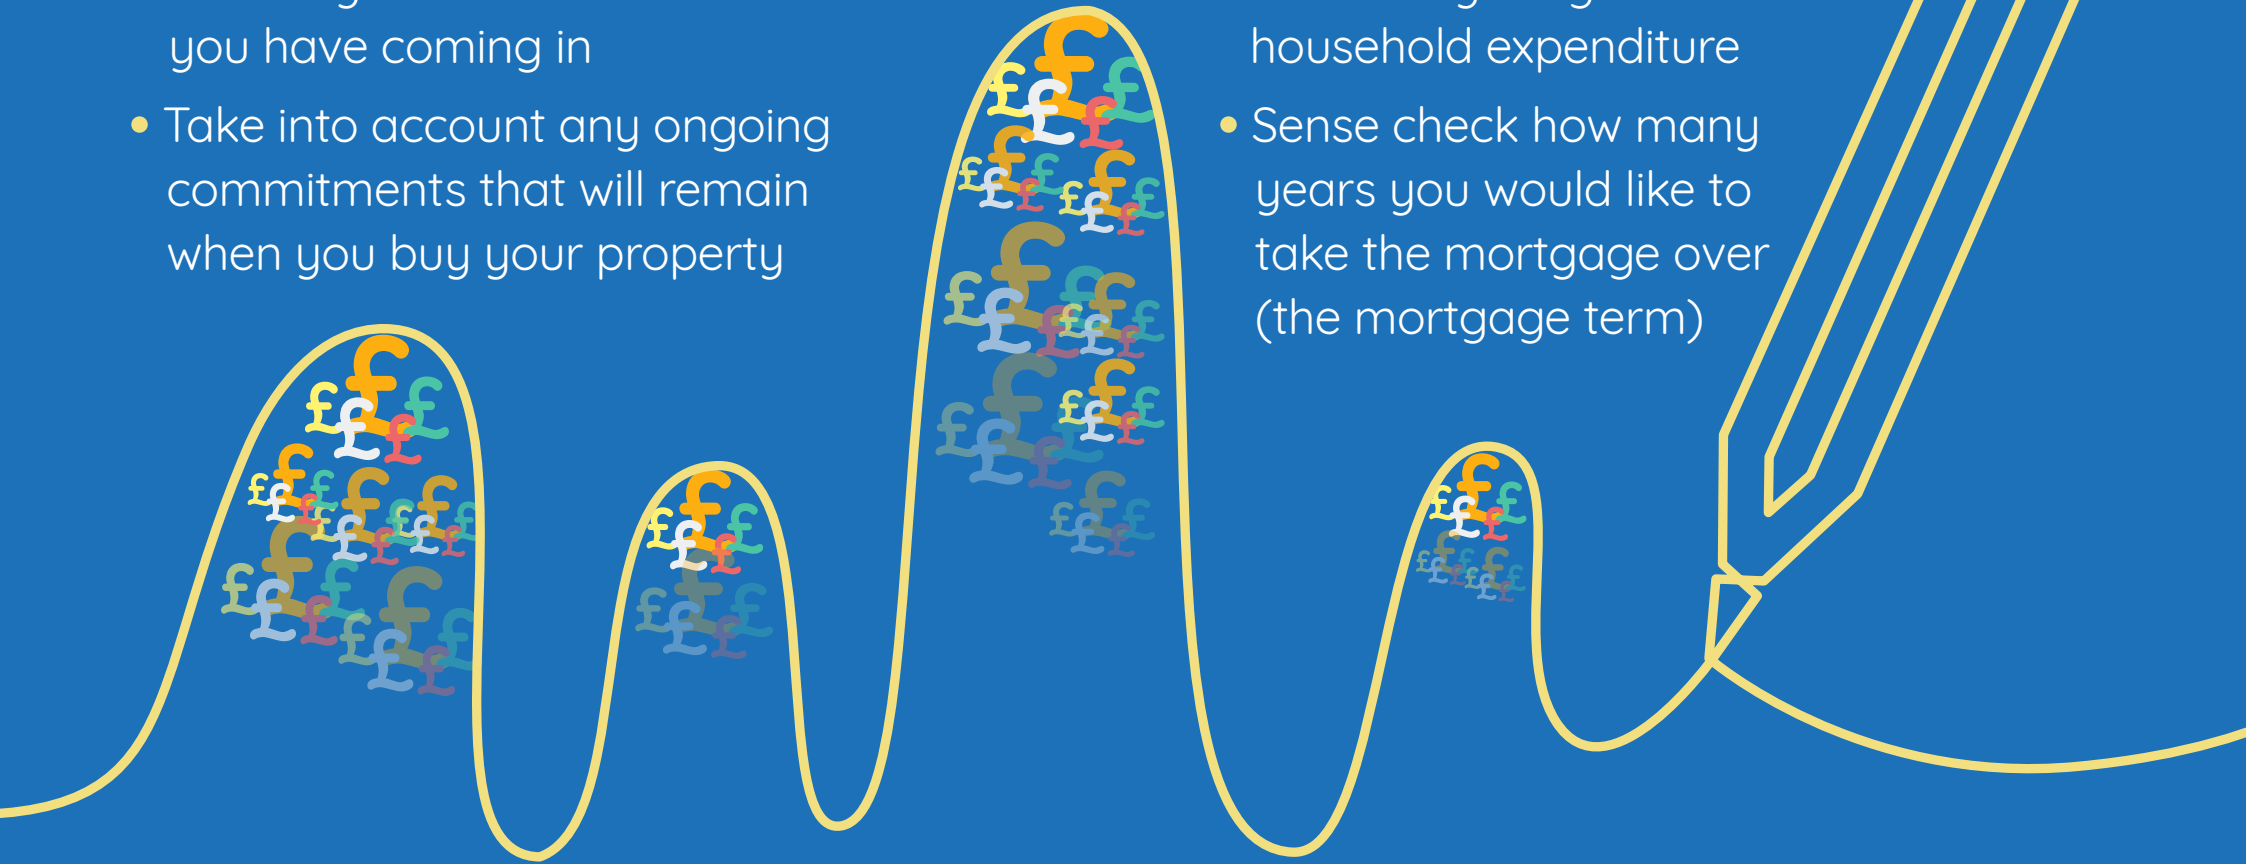 you have coming in
• Take into account any ongoing
commitments that will remain
when you buy your property
household expenditure
• Sense check how many
years you would like to
take the mortgage over
(the mortgage term)